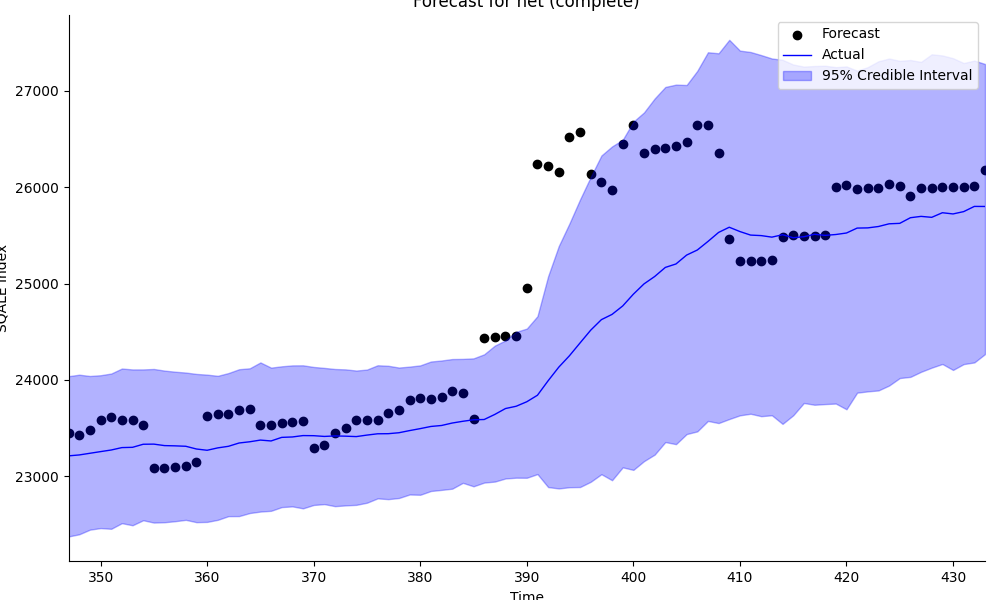 Forecast for net (complete)
Forecast
Actual
95% Credible Interval
27000
26000
25000
24000
23000
SQALE Index
350 360 370 380 390 400 410 420 430
Time